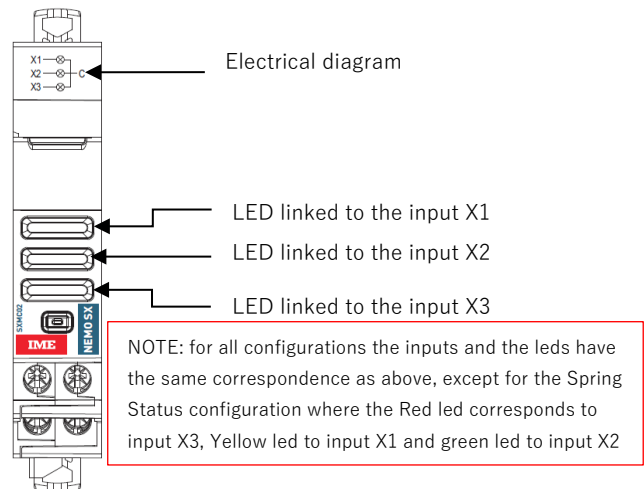 Electrical diagram
X1
X2
C
X3
LED linked to the input X1
LED linked to the input X2
LED linked to the input X3
SXMC02
IME
NEMO SX
NOTE: for all configurations the inputs and the leds have
the same correspondence as above, except for the Spring
Status configuration where the Red led corresponds to
input X3, Yellow led to input X1 and green led to input X2